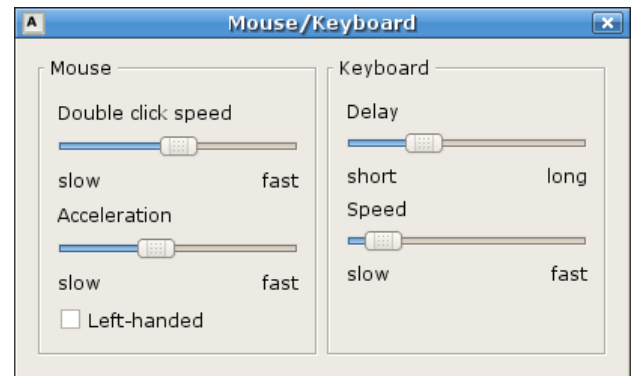 A
Mouse/Keyboard
Mouse
Double click speed
slow fast
Acceleration
slow fast
Left-handed
Keyboard
Delay
short long
Speed
slow fast